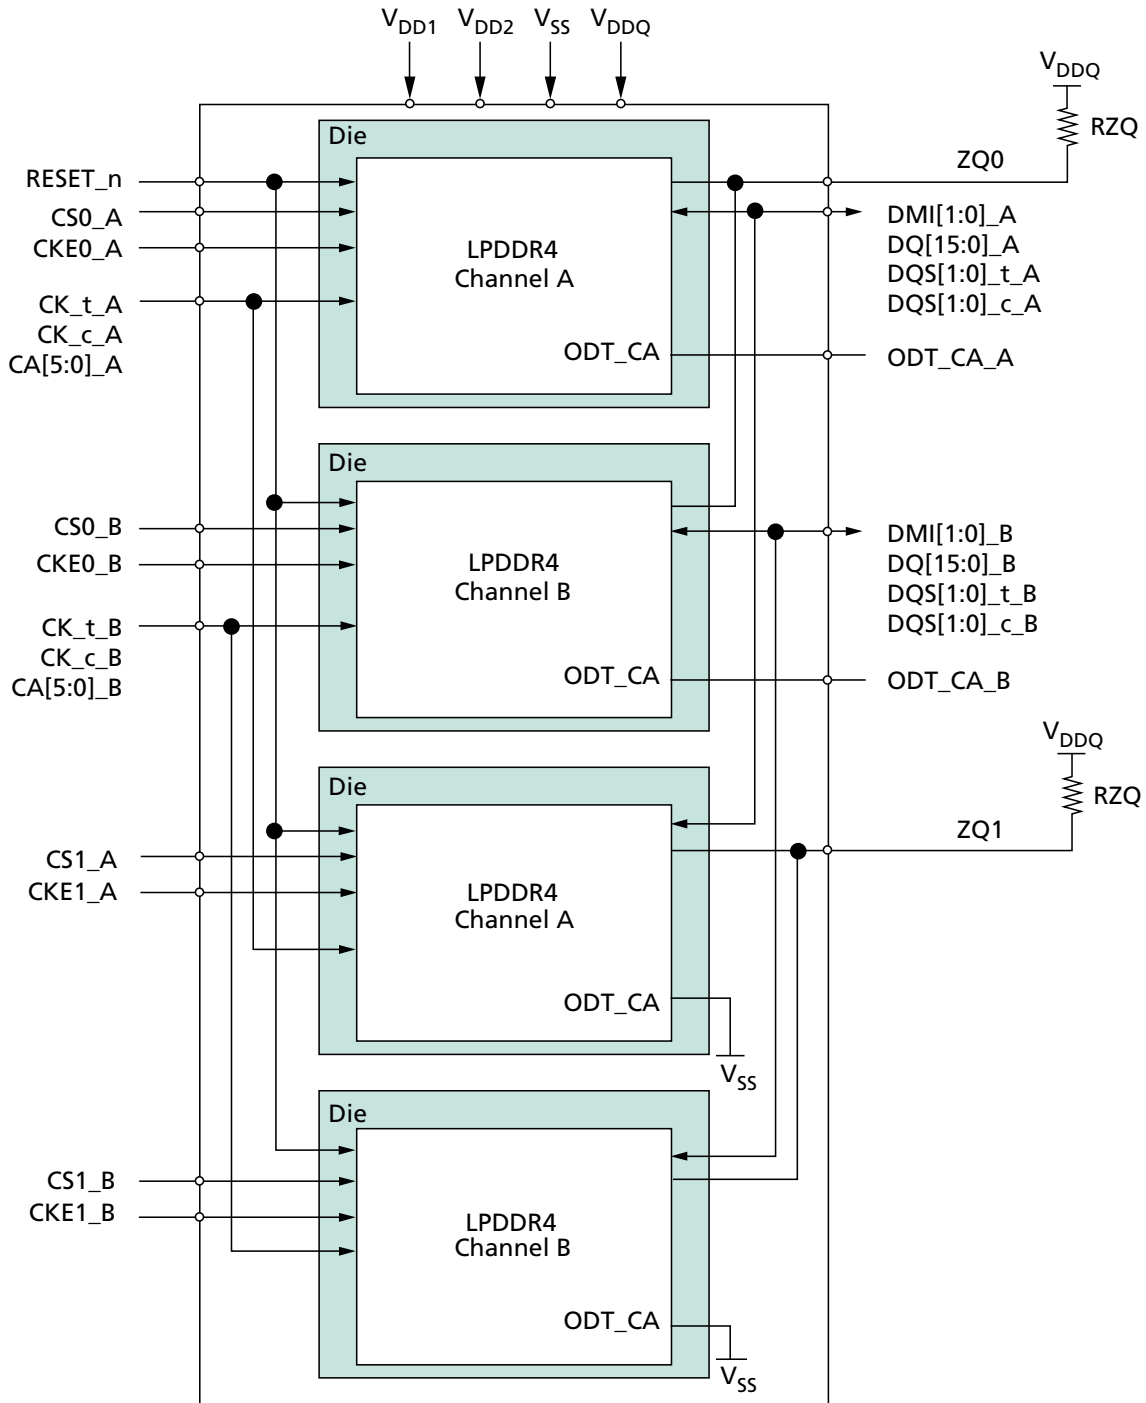 VDD1 VDD2 VSS VDDQ
VDDQ
RZQ
Die
RESET_n
CS0_A
CKE0_A
CK_t_A
CK_c_A
CA[5:0]_A
LPDDR4
Channel A
ODT_CA
ZQ0
DMI[1:0]_A
DQ[15:0]_A
DQS[1:0]_t_A
DQS[1:0]_c_A
ODT_CA_A
Die
CS0_B
CKE0_B
CK_t_B
CK_c_B
CA[5:0]_B
LPDDR4
Channel B
ODT_CA
DMI[1:0]_B
DQ[15:0]_B
DQS[1:0]_t_B
DQS[1:0]_c_B
ODT_CA_B
VDDQ
RZQ
ZQ1
Die
CS1_A
CKE1_A
LPDDR4
Channel A
ODT_CA
VSS
Die
CS1_B
CKE1_B
LPDDR4
Channel B
ODT_CA
VSS